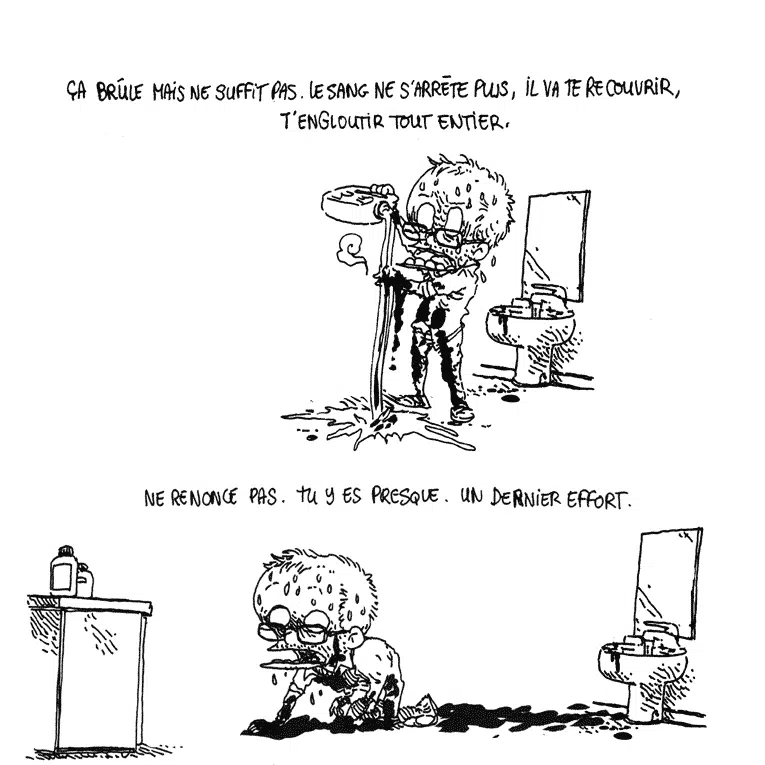 ÇA BRÛLE MAIS NE SUFFIT PAS. LE SANG NE S'ARRÊTE PLUS, IL VA TE RECOUVRIR,
T'ENGLOUTIR TOUT ENTIER.
NE RENONCE PAS. TU Y ES PRESQUE. UN DERNIER EFFORT.